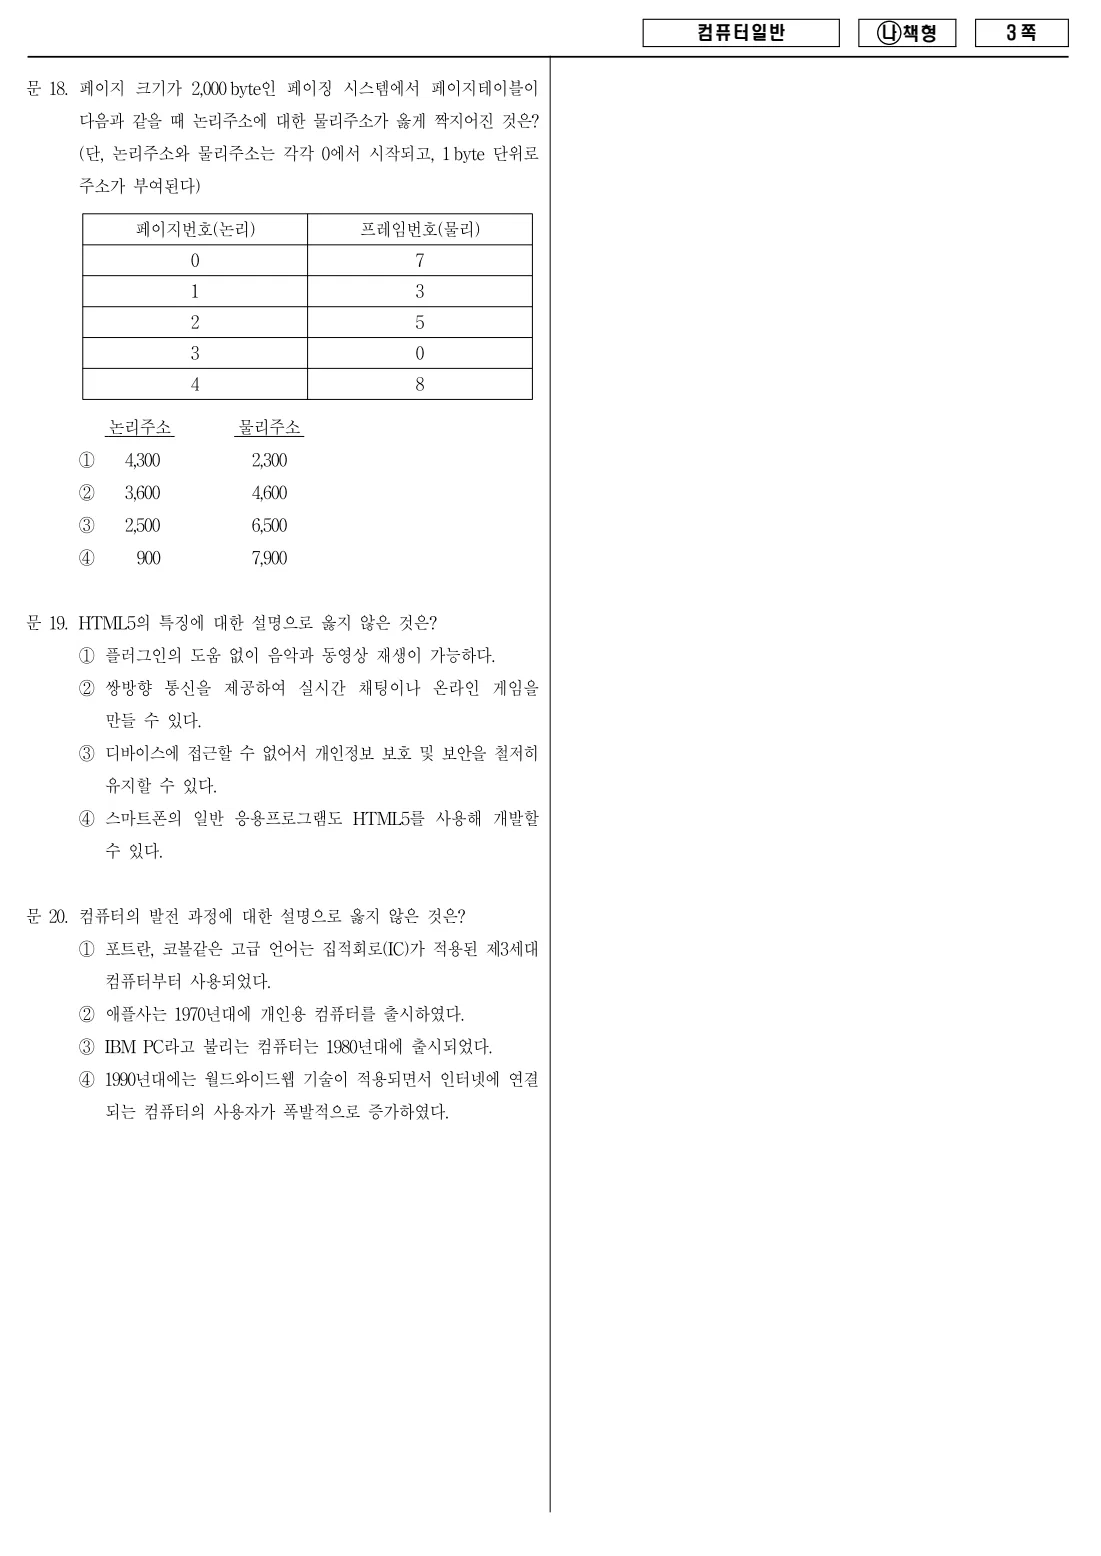 컴퓨터일반 ㉯책형 3쪽
문 18. 페이지 크기가 2,000 byte인 페이징 시스템에서 페이지테이블이
다음과 같을 때 논리주소에 대한 물리주소가 옳게 짝지어진 것은?
(단, 논리주소와 물리주소는 각각 0에서 시작되고, 1 byte 단위로
주소가 부여된다)
페이지번호(논리) 프레임번호(물리)
0 7
1 3
2 5
3 0
4 8
논리주소 물리주소
① 4,300 2,300
② 3,600 4,600
③ 2,500 6,500
④ 900 7,900
문 19. HTML5의 특징에 대한 설명으로 옳지 않은 것은?
① 플러그인의 도움 없이 음악과 동영상 재생이 가능하다.
② 쌍방향 통신을 제공하여 실시간 채팅이나 온라인 게임을
만들 수 있다.
③ 디바이스에 접근할 수 없어서 개인정보 보호 및 보안을 철저히
유지할 수 있다.
④ 스마트폰의 일반 응용프로그램도 HTML5를 사용해 개발할
수 있다.
문 20. 컴퓨터의 발전 과정에 대한 설명으로 옳지 않은 것은?
① 포트란, 코볼같은 고급 언어는 집적회로(IC)가 적용된 제3세대
컴퓨터부터 사용되었다.
② 애플사는 1970년대에 개인용 컴퓨터를 출시하였다.
③ IBM PC라고 불리는 컴퓨터는 1980년대에 출시되었다.
④ 1990년대에는 월드와이드웹 기술이 적용되면서 인터넷에 연결
되는 컴퓨터의 사용자가 폭발적으로 증가하였다.